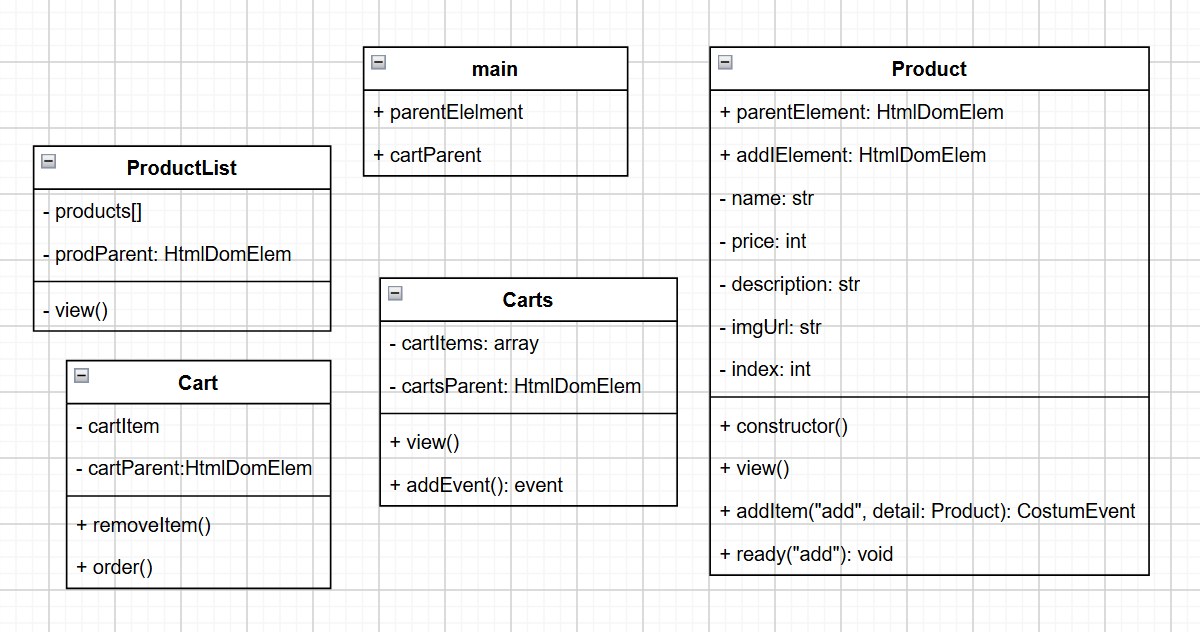 main
+ parentElelment
+ cartParent
Product
+ parentElement: HtmlDomElem
+ addIElement: HtmlDomElem
- name: str
- price: int
- description: str
- imgUrl: str
- index: int
+ constructor()
+ view()
+ addItem("add", detail: Product): CostumEvent
+ ready("add"): void
ProductList
- products[]
- prodParent: HtmlDomElem
- view()
Carts
- cartItems: array
- cartsParent: HtmlDomElem
+ view()
+ addEvent(): event
Cart
- cartItem
- cartParent:HtmlDomElem
+ removeItem()
+ order()